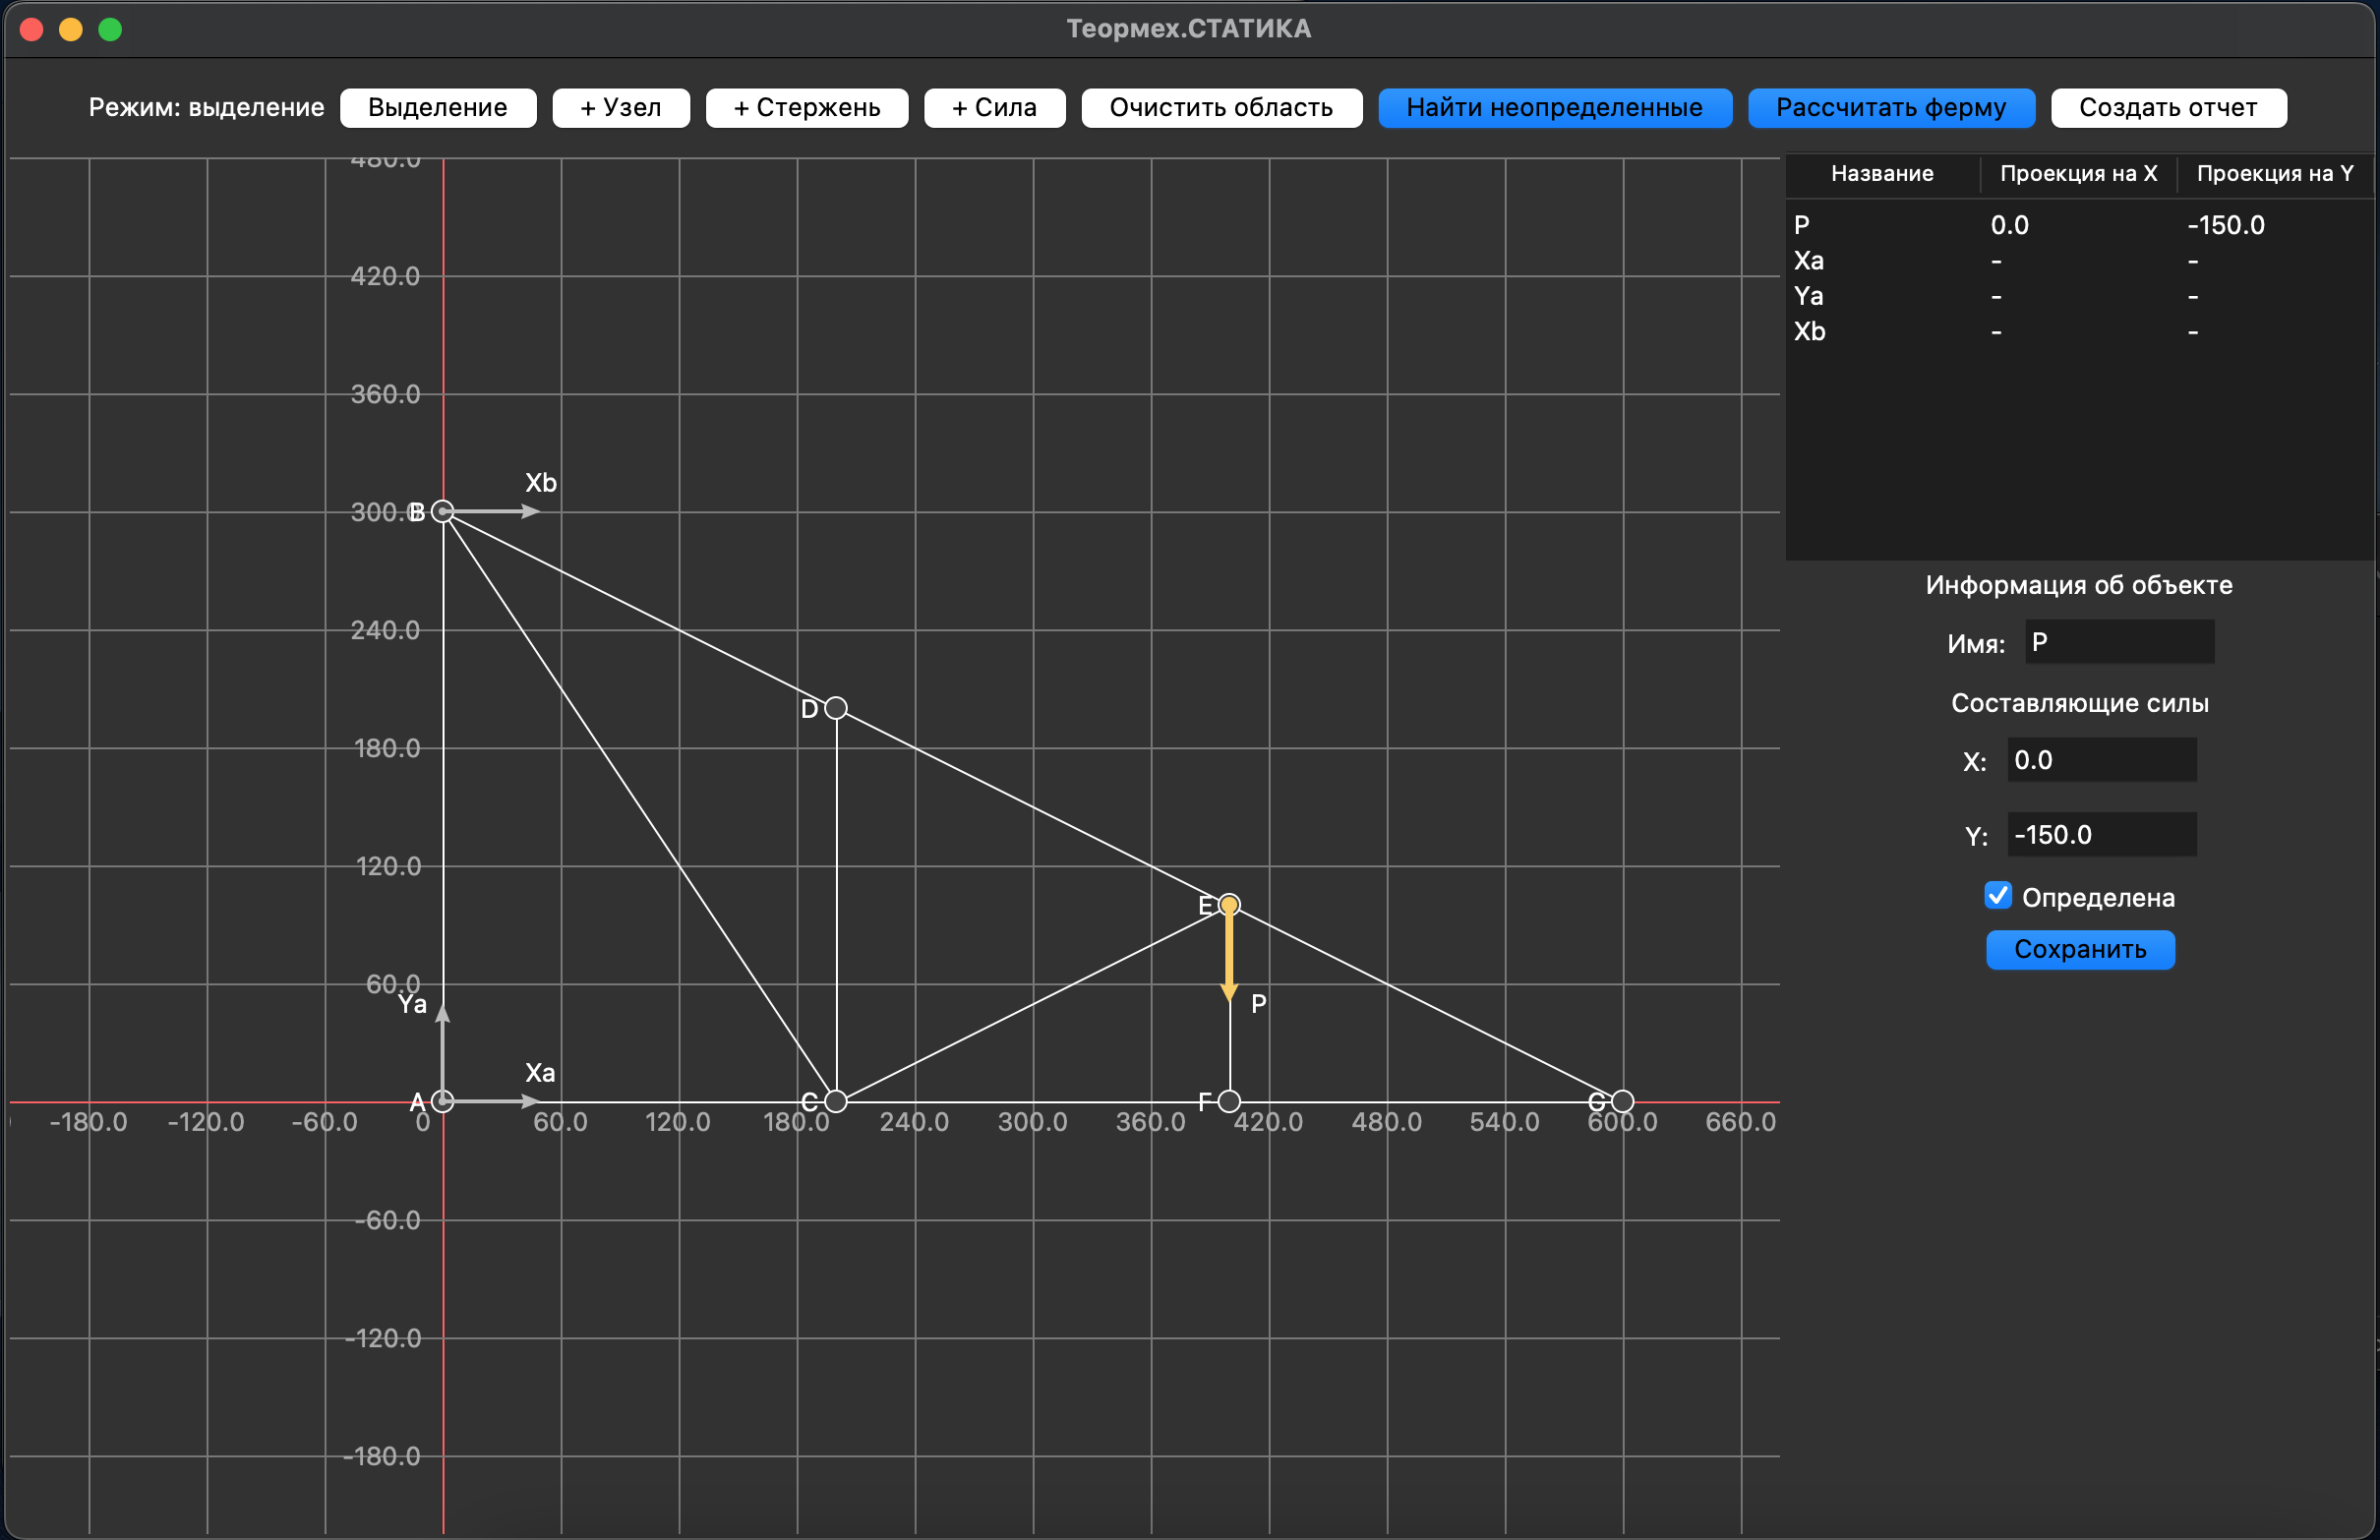 Теормех.СТАТИКА
Режим: выделение Выделение + Узел + Стержень + Сила Очистить область Найти неопределенные Рассчитать ферму Создать отчет
480.0
420.0
360.0
Xb
300.0 B
240.0
D
180.0
120.0
E
60.0
Ya
P
Xa
A C F G
-180.0 -120.0 -60.0 0 60.0 120.0 180.0 240.0 300.0 360.0 420.0 480.0 540.0 600.0 660.0
-60.0
-120.0
-180.0
Название Проекция на X Проекция на Y
P 0.0 -150.0
Xa - -
Ya - -
Xb - -
Информация об объекте
Имя: P
Составляющие силы
X: 0.0
Y: -150.0
Определена
Сохранить